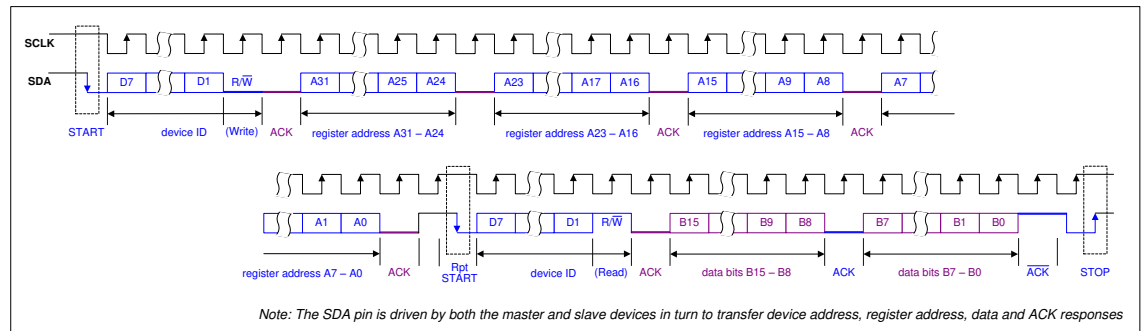 SCLK
SDA D7 D1 R/W̅ A31 A25 A24 A23 A17 A16 A15 A9 A8 A7
START device ID (Write) ACK register address A31 – A24 register address A23 – A16 ACK register address A15 – A8 ACK
A1 A0 D7 D1 R/W̅ B15 B9 B8 B7 B1 B0
register address A7 – A0 ACK Rpt START device ID (Read) ACK data bits B15 – B8 ACK data bits B7 – B0 A̅C̅K̅ STOP
Note: The SDA pin is driven by both the master and slave devices in turn to transfer device address, register address, data and ACK responses